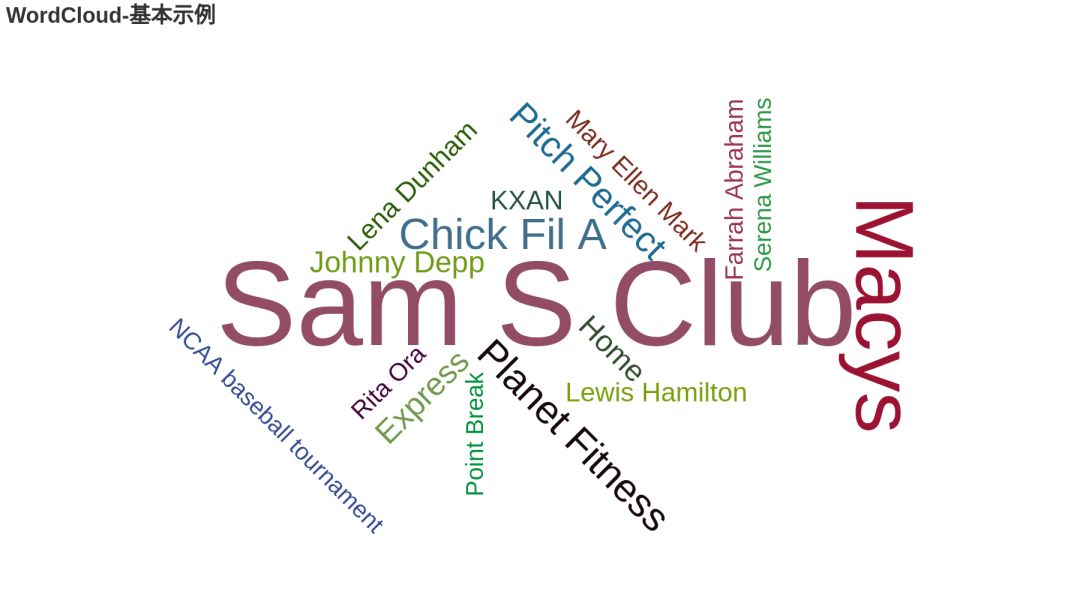 WordCloud-基本示例
Lena Dunham
Pitch Perfect
Mary Ellen Mark
Farrah Abraham
Serena Williams
KXAN
Chick Fil A
Johnny Depp
Sam S Club
Macys
NCAA baseball tournament
Rita Ora
Express
Point Break
Planet Fitness
Home
Lewis Hamilton